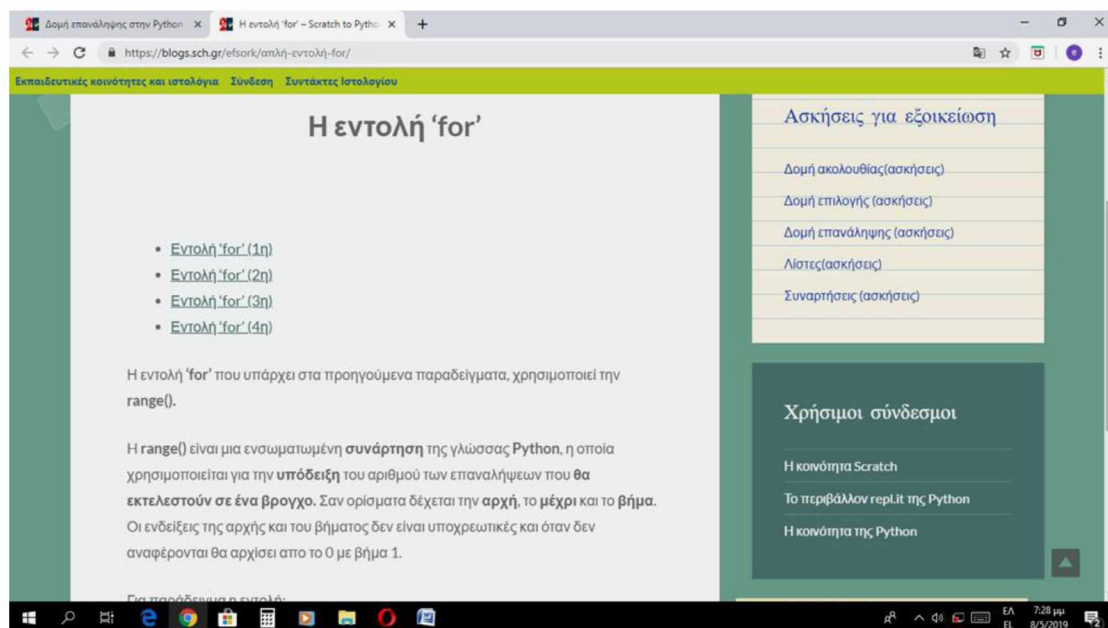 Δομή επανάληψης στην Python
Η εντολή 'for' – Scratch to Pytho
https://blogs.sch.gr/efsork/απλή-εντολή-for/
Εκπαιδευτικές κοινότητες και ιστολόγια Σύνδεση Συντάκτες Ιστολογίου
Η εντολή 'for'
• Εντολή 'for' (1η)
• Εντολή 'for' (2η)
• Εντολή 'for' (3η)
• Εντολή 'for' (4η)
Η εντολή 'for' που υπάρχει στα προηγούμενα παραδείγματα, χρησιμοποιεί την
range().
Η range() είναι μια ενσωματωμένη συνάρτηση της γλώσσας Python, η οποία
χρησιμοποιείται για την υπόδειξη του αριθμού των επαναλήψεων που θα
εκτελεστούν σε ένα βρογχο. Σαν ορίσματα δέχεται την αρχή, το μέχρι και το βήμα.
Οι ενδείξεις της αρχής και του βήματος δεν είναι υποχρεωτικές και όταν δεν
αναφέρονται θα αρχίσει απο το 0 με βήμα 1.
Για παράδειγμα η εντολή:
Ασκήσεις για εξοικείωση
Δομή ακολουθίας(ασκήσεις)
Δομή επιλογής (ασκήσεις)
Δομή επανάληψης (ασκήσεις)
Λίστες(ασκήσεις)
Συναρτήσεις (ασκήσεις)
Χρήσιμοι σύνδεσμοι
Η κοινότητα Scratch
Το περιβάλλον repl.it της Python
Η κοινότητα της Python
ΕΛ
EL
7:28 μμ
8/5/2019